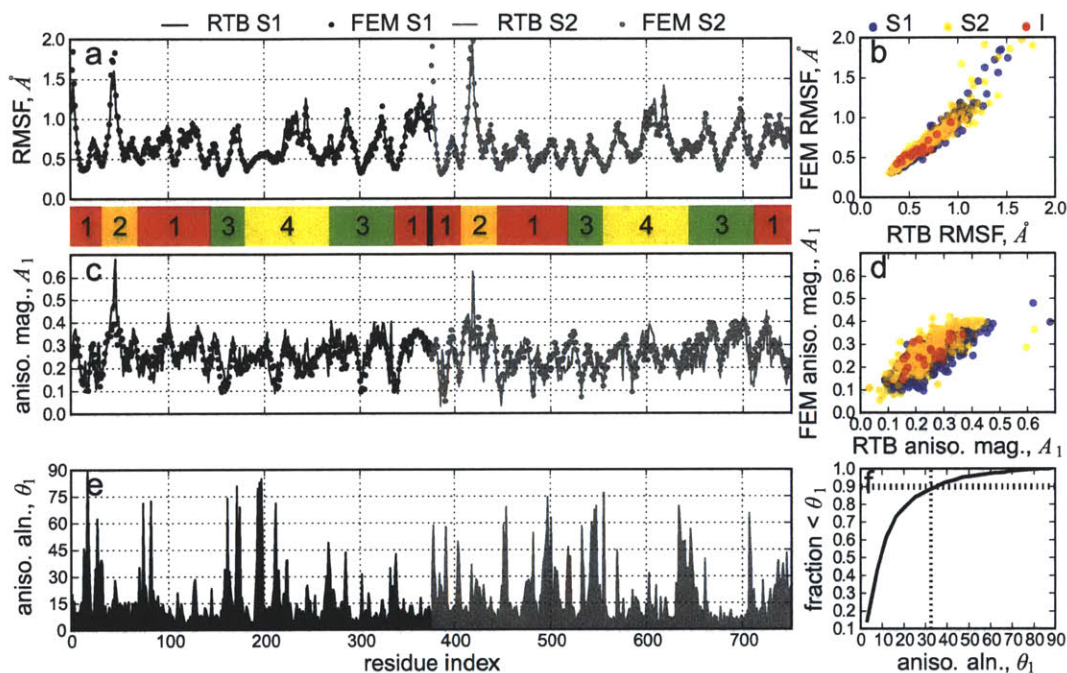 RTB S1 FEM S1 RTB S2 FEM S2 S1 S2 I
a
RMSF, Å
2.0
1.5
1.0
0.5
0.0
b
FEM RMSF, Å
2.0
1.5
1.0
0.5
0.0
0.5 1.0 1.5 2.0
RTB RMSF, Å
1 2 1 3 4 3 1 1 2 1 3 4 3 1
c
aniso. mag., A₁
0.6
0.5
0.4
0.3
0.2
0.1
0.0
d
FEM aniso. mag., A₁
0.6
0.5
0.4
0.3
0.2
0.1
0.0
0.0 0.1 0.2 0.3 0.4 0.5 0.6
RTB aniso. mag., A₁
e
aniso. aln., θ₁
90
75
60
45
30
15
0
0 100 200 300 400 500 600 700
residue index
f
fraction < θ₁
1.0
0.9
0.8
0.7
0.6
0.5
0.4
0.3
0.2
0.1
0 10 20 30 40 50 60 70 80 90
aniso. aln., θ₁